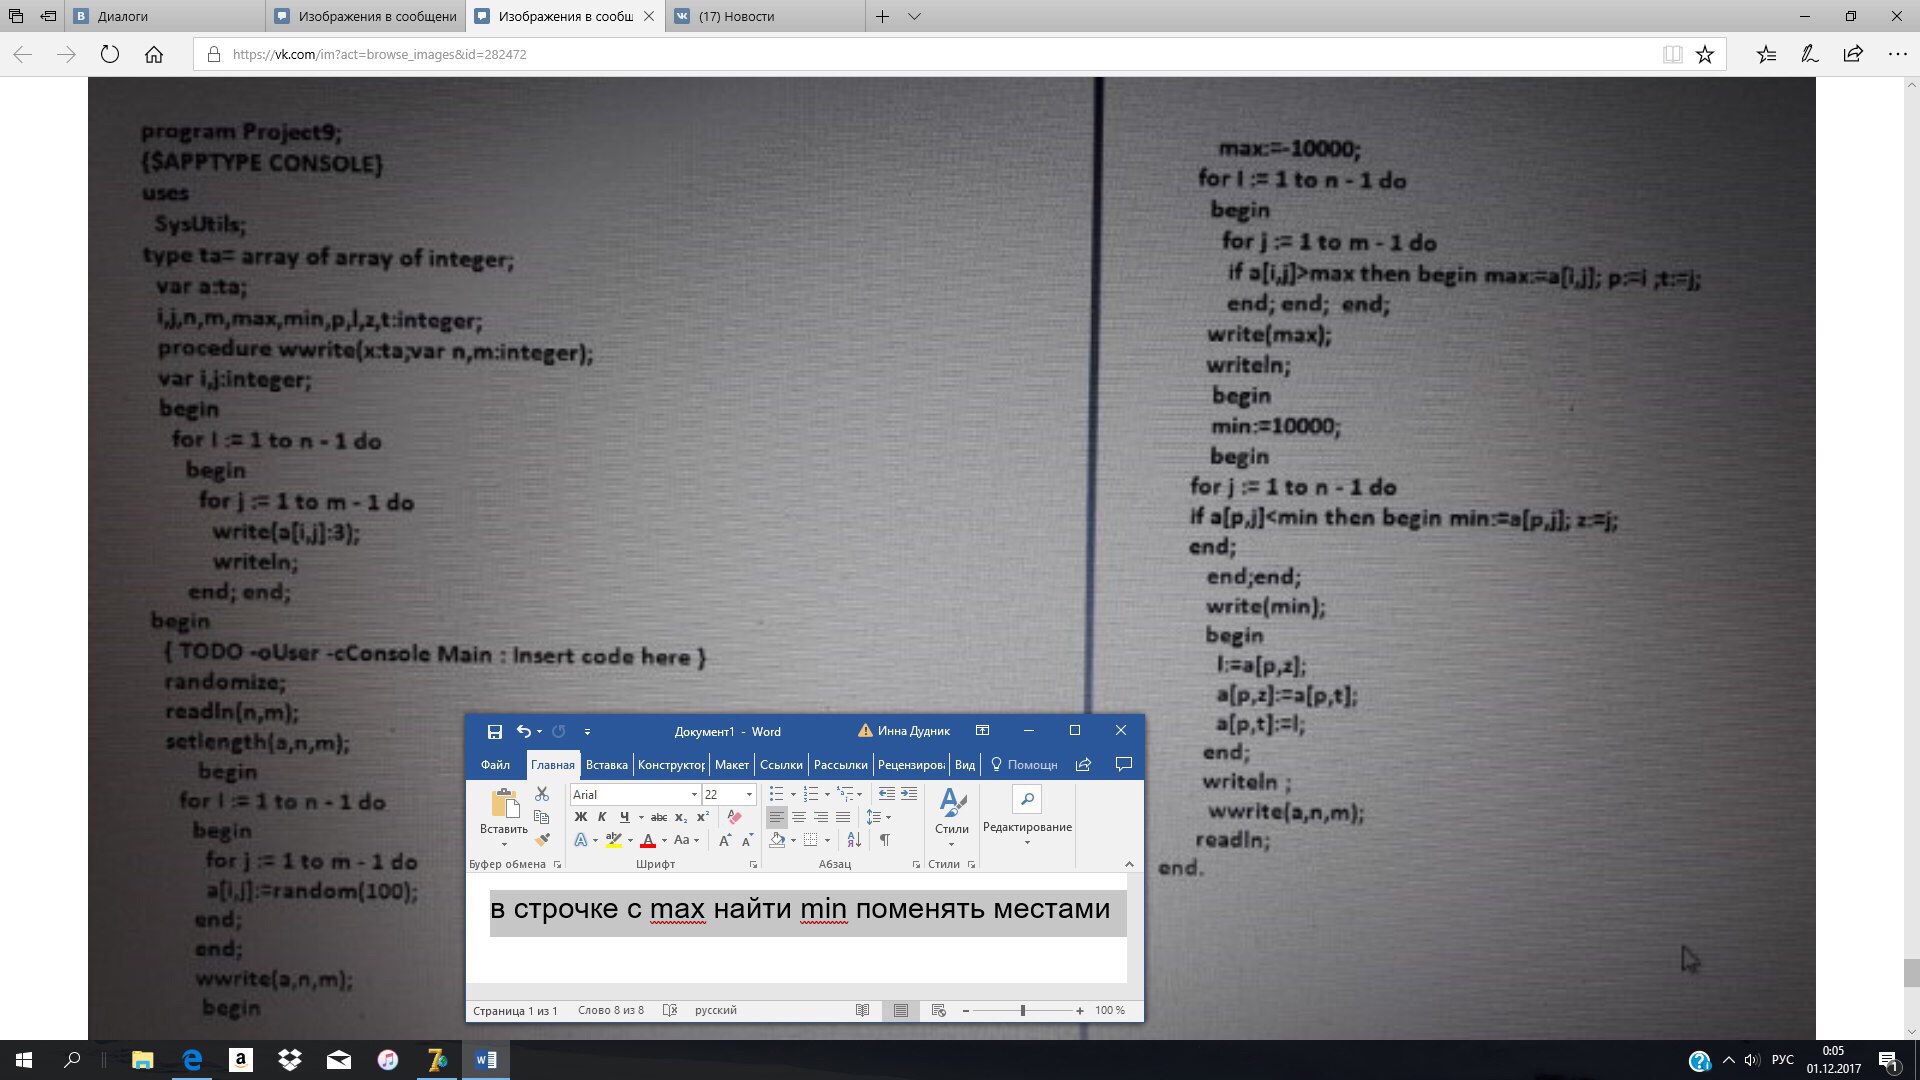 Диалоги
Изображения в сообщени
Изображения в сообщ
(17) Новости
https://vk.com/im?act=browse_images&id=282472
program Project9;
{$APPTYPE CONSOLE}
uses
SysUtils;
type ta= array of array of integer;
var a:ta;
i,j,n,m,max,min,p,l,z,t:integer;
procedure wwrite(x:ta;var n,m:integer);
var i,j:integer;
begin
for I := 1 to n - 1 do
begin
for j := 1 to m - 1 do
write(a[i,j]:3);
writeln;
end; end;
begin
{ TODO -oUser -cConsole Main : Insert code here }
randomize;
readln(n,m);
setlength(a,n,m);
begin
for I := 1 to n - 1 do
begin
for j := 1 to m - 1 do
a[i,j]:=random(100);
end;
end;
wwrite(a,n,m);
begin
max:=-10000;
for I := 1 to n - 1 do
begin
for j := 1 to m - 1 do
if a[i,j]>max then begin max:=a[i,j]; p:=i ;t:=j;
end; end; end;
write(max);
writeln;
begin
min:=10000;
begin
for j := 1 to n - 1 do
if a[p,j]<min then begin min:=a[p,j]; z:=j;
end;
end;end;
write(min);
begin
l:=a[p,z];
a[p,z]:=a[p,t];
a[p,t]:=l;
end;
writeln ;
wwrite(a,n,m);
readln;
end.
Документ1 - Word
Инна Дудник
Файл Главная Вставка Конструктор Макет Ссылки Рассылки Рецензирова Вид Помощн
Arial 22
Вставить
Ж К Ч abc x₂ x²
Aa
Стили
Редактирование
Буфер обмена Шрифт Абзац Стили
в строчке с max найти min поменять местами
Страница 1 из 1 Слово 8 из 8 русский 100 %
РУС
0:05
01.12.2017
1